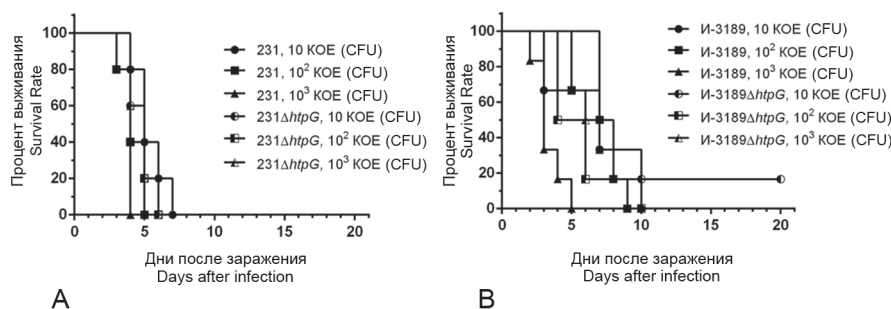 Процент выживания
Survival Rate
100
80
60
40
20
0
0
5
10
15
20
231, 10 КОЕ (CFU)
231, 10² КОЕ (CFU)
231, 10³ КОЕ (CFU)
231ΔhtpG, 10 КОЕ (CFU)
231ΔhtpG, 10² КОЕ (CFU)
231ΔhtpG, 10³ КОЕ (CFU)
Дни после заражения
Days after infection
A
Процент выживания
Survival Rate
100
80
60
40
20
0
0
5
10
15
20
И-3189, 10 КОЕ (CFU)
И-3189, 10² КОЕ (CFU)
И-3189, 10³ КОЕ (CFU)
И-3189ΔhtpG, 10 КОЕ (CFU)
И-3189ΔhtpG, 10² КОЕ (CFU)
И-3189ΔhtpG, 10³ КОЕ (CFU)
Дни после заражения
Days after infection
B